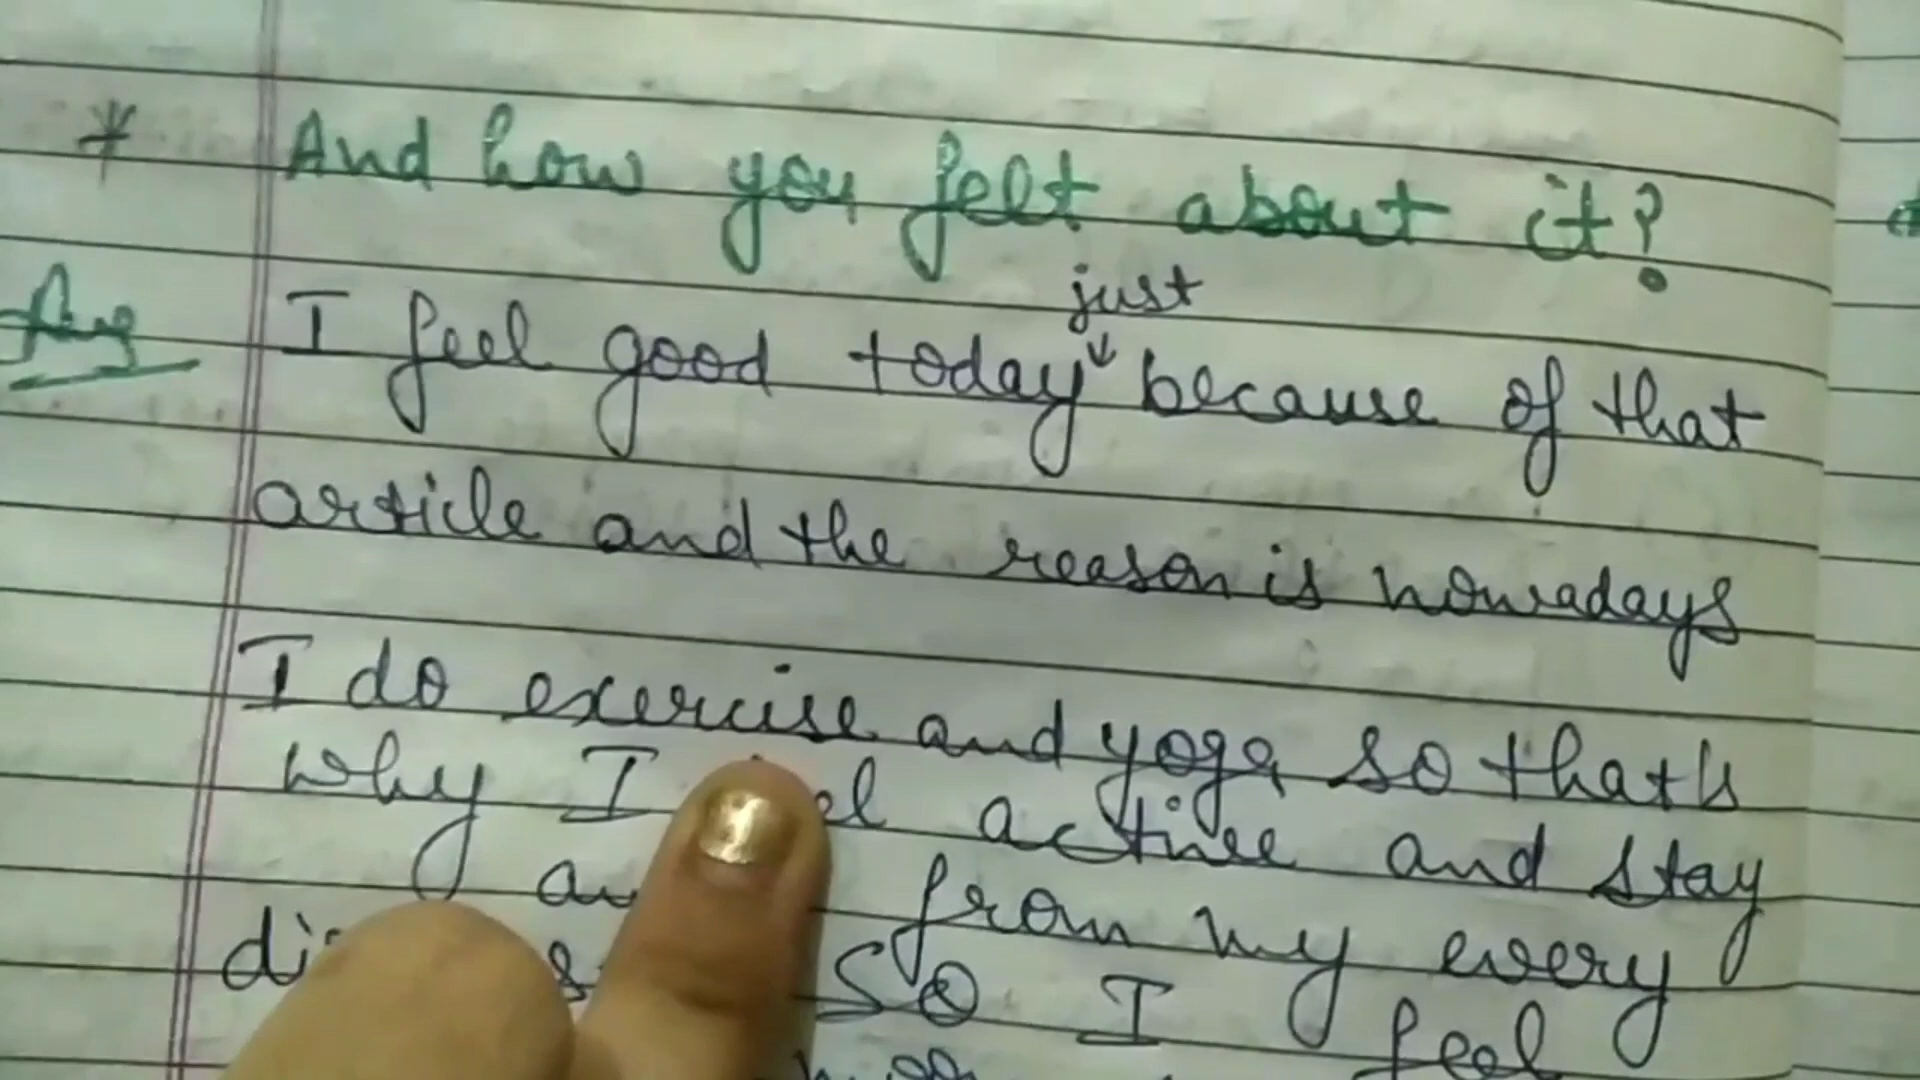 * And how you felt about it?
just
Ans I feel good today because of that
article and the reason is nowadays
I do exercise and yoga, so that's
why I active and stay
from my every
So I feel